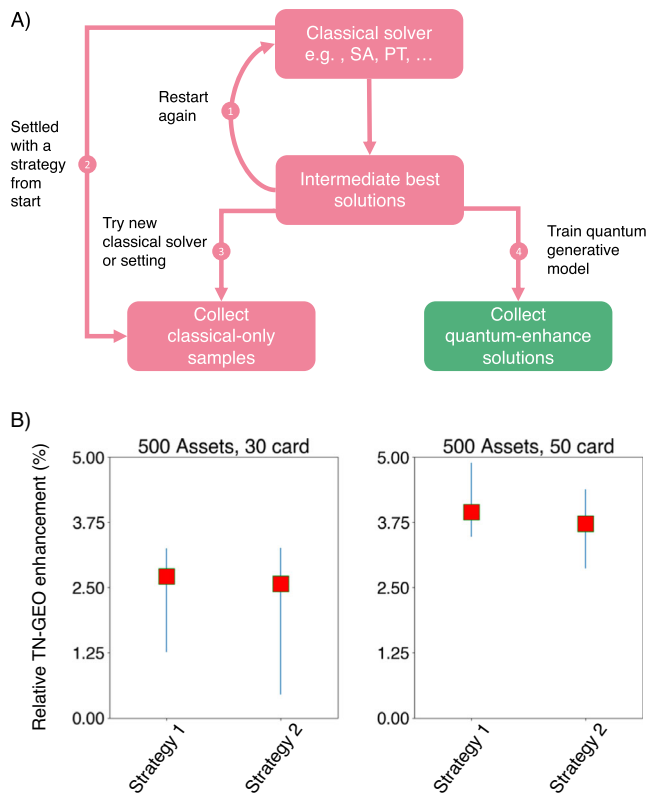 A)
Classical solver
e.g. , SA, PT, …
Restart
again
1
Settled
with a
strategy
from
start
2
Intermediate best
solutions
Try new
classical solver
or setting
3
4
Train quantum
generative
model
Collect
classical-only
samples
Collect
quantum-enhance
solutions
B)
500 Assets, 30 card
500 Assets, 50 card
Relative TN-GEO enhancement (%)
5.00
3.75
2.50
1.25
0.00
Strategy 1
Strategy 2
5.00
3.75
2.50
1.25
0.00
Strategy 1
Strategy 2